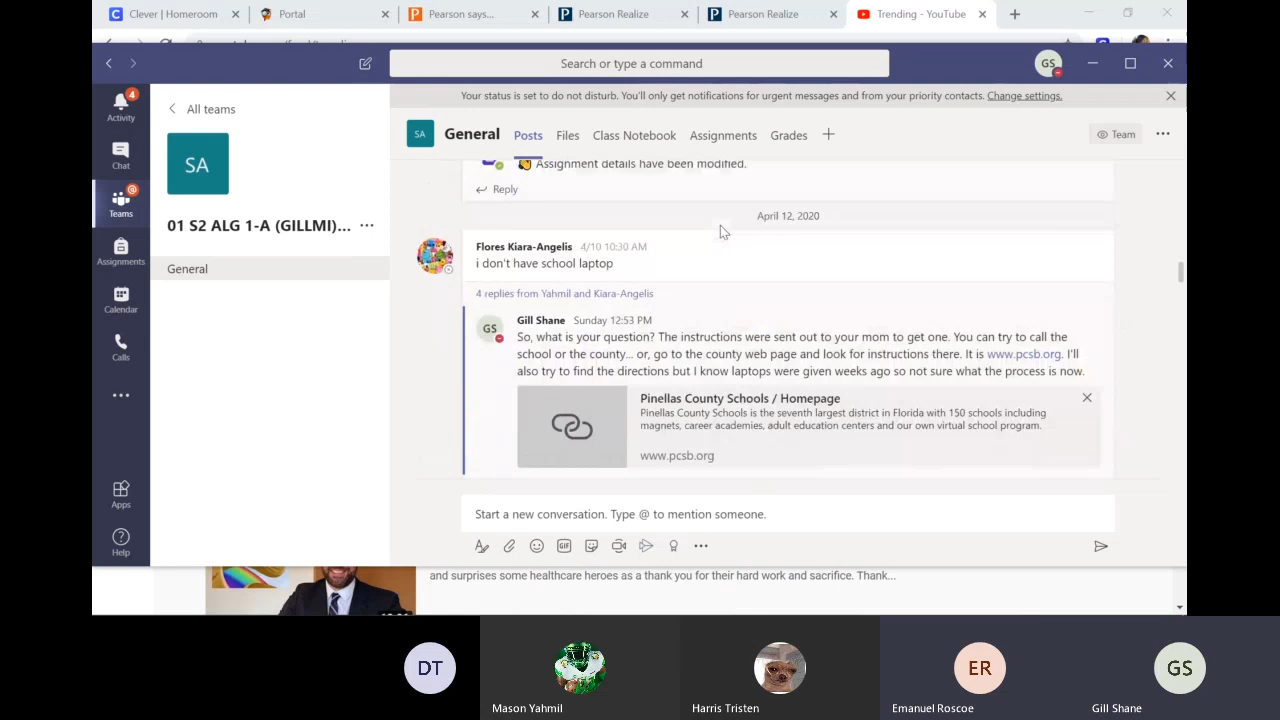 Clever | Homeroom
Portal
Pearson says...
Pearson Realize
Pearson Realize
Trending - YouTube
Search or type a command
GS
Your status is set to do not disturb. You'll only get notifications for urgent messages and from your priority contacts. Change settings.
4
Activity
Chat
Teams
Assignments
Calendar
Calls
Apps
Help
All teams
SA
01 S2 ALG 1-A (GILLMI)...
General
SA
General
Posts
Files
Class Notebook
Assignments
Grades
Team
Assignment details have been modified.
Reply
April 12, 2020
Flores Kiara-Angelis 4/10 10:30 AM
i don't have school laptop
4 replies from Yahmil and Kiara-Angelis
GS
Gill Shane Sunday 12:53 PM
So, what is your question? The instructions were sent out to your mom to get one. You can try to call the
school or the county... or, go to the county web page and look for instructions there. It is www.pcsb.org. I'll
also try to find the directions but I know laptops were given weeks ago so not sure what the process is now.
Pinellas County Schools / Homepage
Pinellas County Schools is the seventh largest district in Florida with 150 schools including
magnets, career academies, adult education centers and our own virtual school program.
www.pcsb.org
Start a new conversation. Type @ to mention someone.
GIF
and surprises some healthcare heroes as a thank you for their hard work and sacrifice. Thank...
DT
Mason Yahmil
Harris Tristen
ER
Emanuel Roscoe
GS
Gill Shane